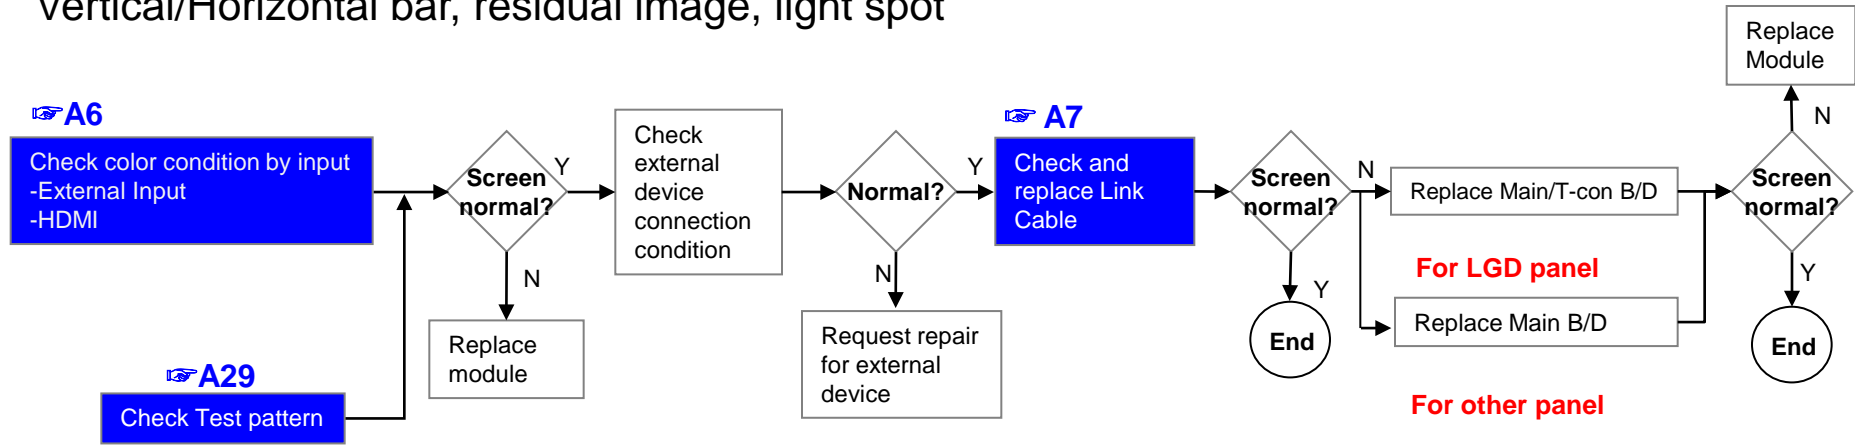 Vertical/Horizontal bar, residual image, light spot
☞A6
Check color condition by input
-External Input
-HDMI
☞A29
Check Test pattern
Screen
normal?
Y
N
Replace
module
Check
external
device
connection
condition
Normal?
Y
N
Request repair
for external
device
☞ A7
Check and
replace Link
Cable
Screen
normal?
N
Y
End
Replace Main/T-con B/D
For LGD panel
Replace Main B/D
For other panel
Screen
normal?
N
Replace
Module
Y
End